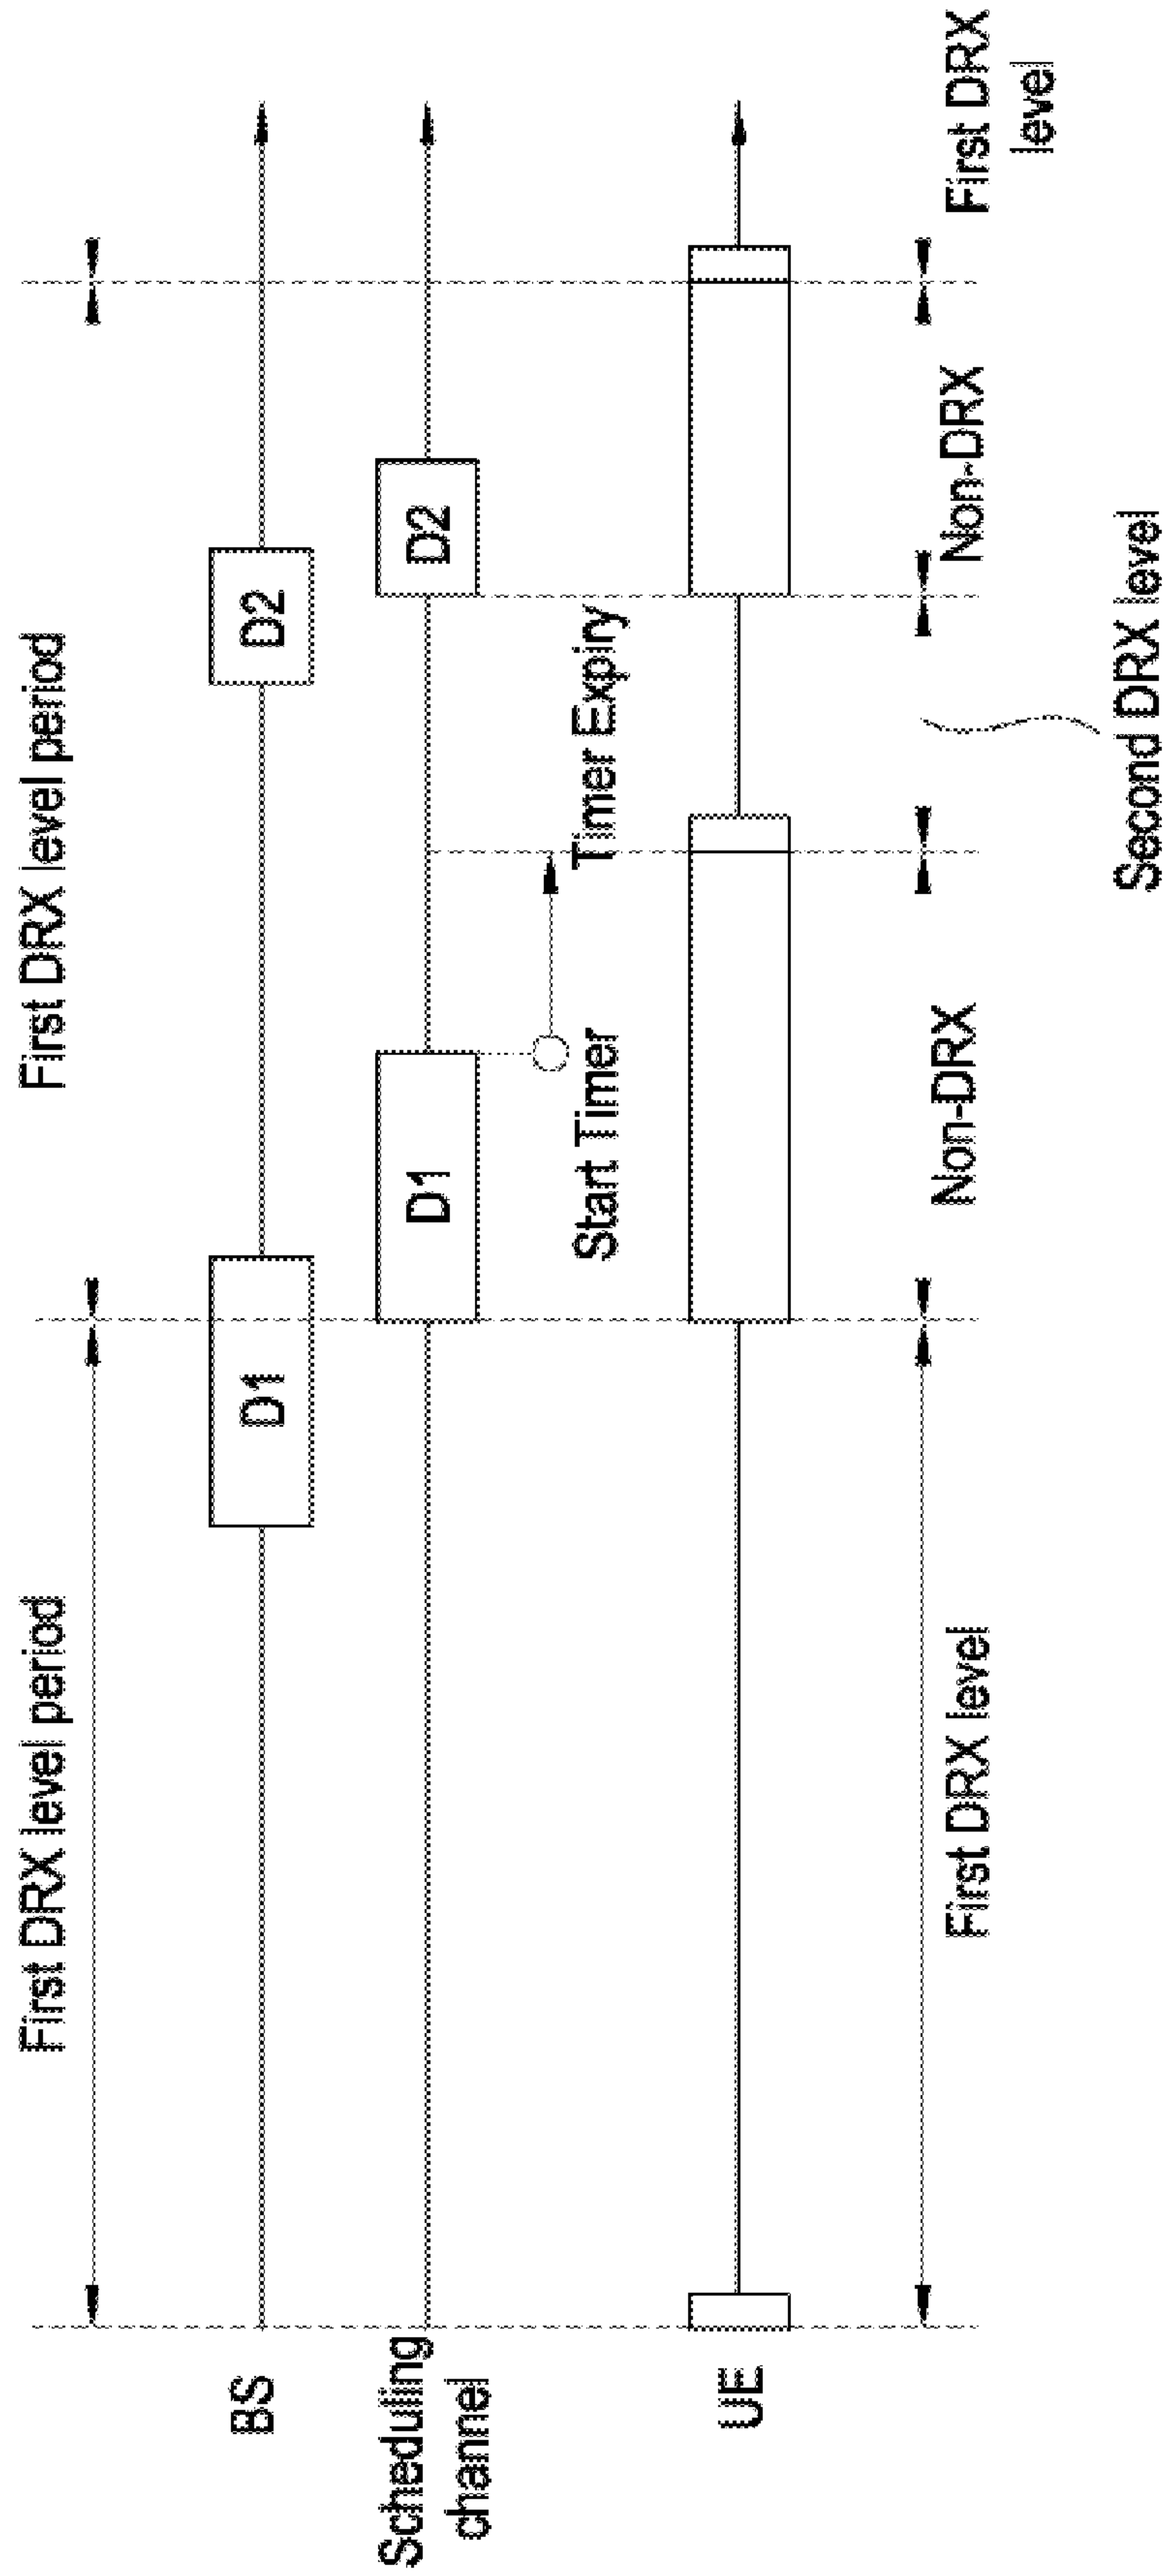 First DRX level period
First DRX level period
BS
D1
D2
Scheduling
channel
D1
D2
Start Timer
Timer Expiry
UE
First DRX level
Non-DRX
Non-DRX
First DRX
level
Second DRX level